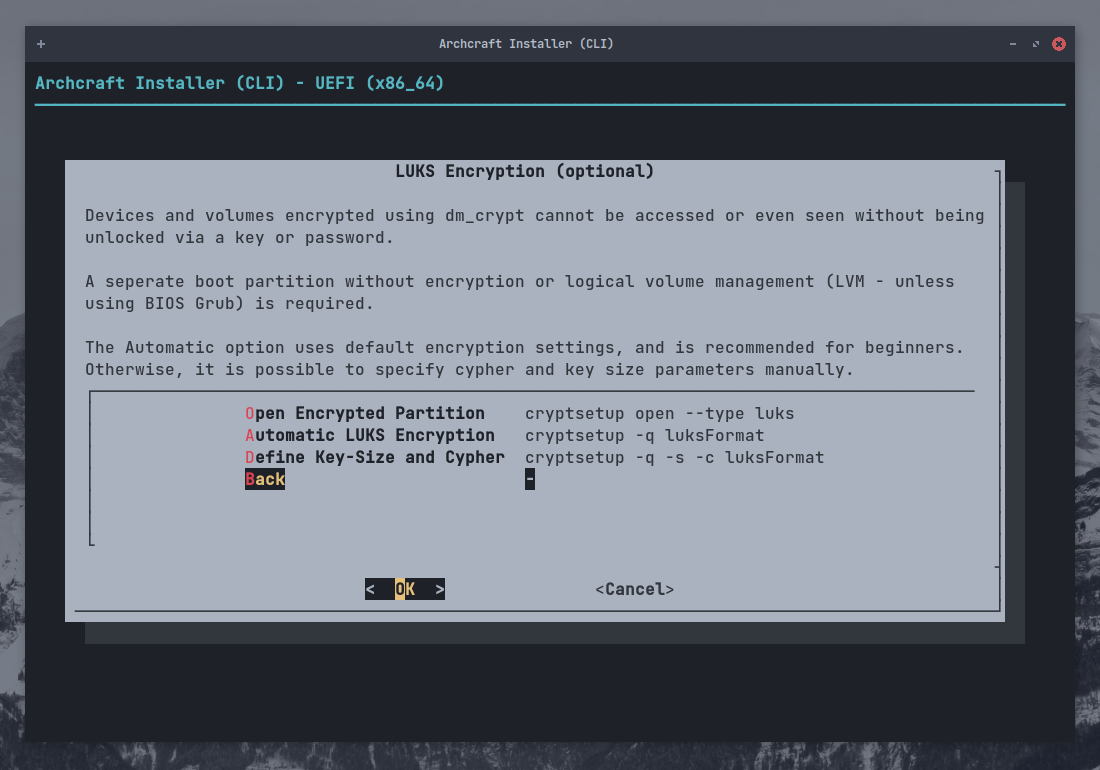 Archcraft Installer (CLI)
Archcraft Installer (CLI) - UEFI (x86_64)
LUKS Encryption (optional)
Devices and volumes encrypted using dm_crypt cannot be accessed or even seen without being
unlocked via a key or password.
A seperate boot partition without encryption or logical volume management (LVM - unless
using BIOS Grub) is required.
The Automatic option uses default encryption settings, and is recommended for beginners.
Otherwise, it is possible to specify cypher and key size parameters manually.
Open Encrypted Partition cryptsetup open --type luks
Automatic LUKS Encryption cryptsetup -q luksFormat
Define Key-Size and Cypher cryptsetup -q -s -c luksFormat
Back -
< OK > <Cancel>